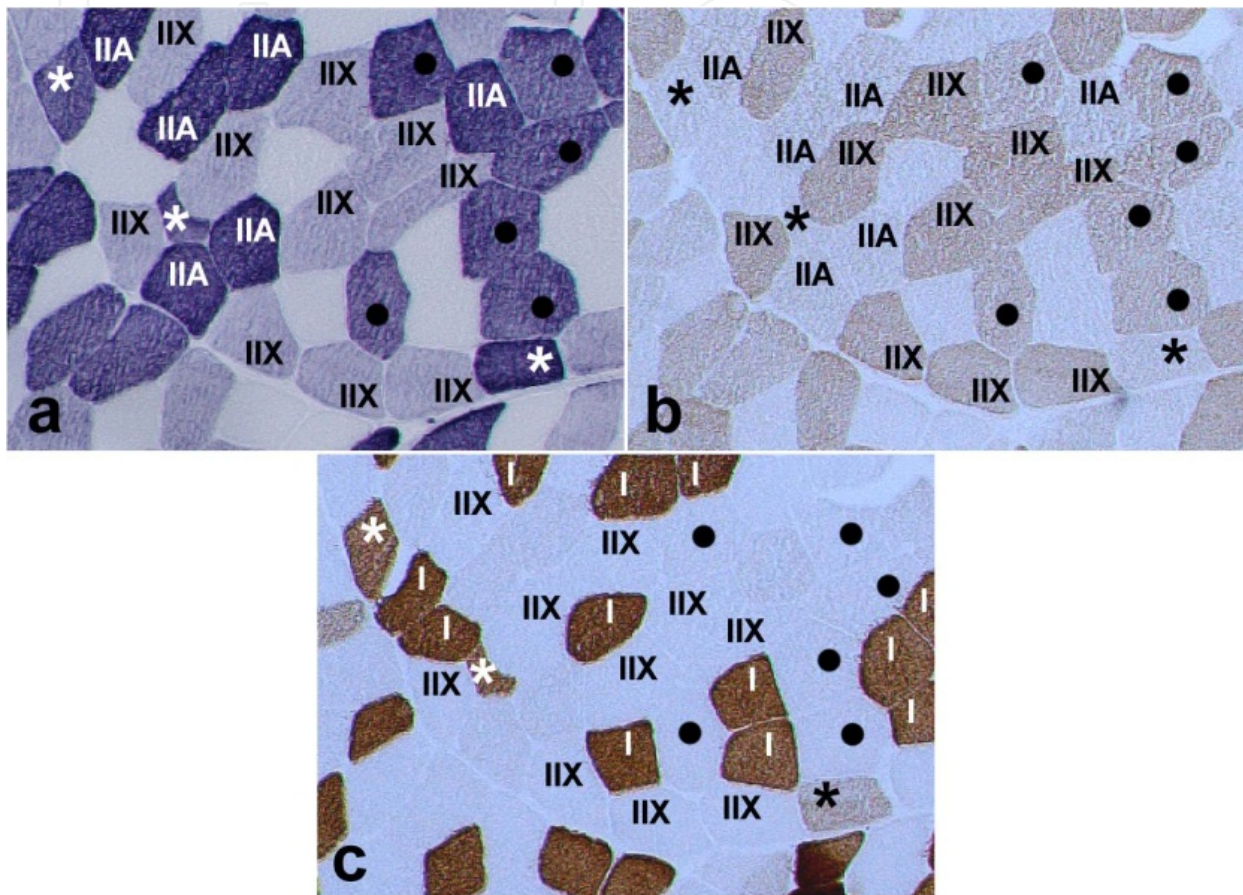 IIA IIX IIA
* IIX ● ●
IIA
IIA IIX IIX ●
IIX
* IIX
IIX IIA ●
IIA ● ●
IIX * 
IIX IIX
a
IIX
IIA ● ●
* IIA IIX IIA
IIA IIX IIX ●
IIX
IIX * IIA IIX ●
IIA ●
●
IIX IIX *
b
I I I
IIX
* IIX ● ●
I IIX IIX ● I
I I IIX
IIX * IIX ● I
I
I ● I ● I
IIX
IIX IIX *
c